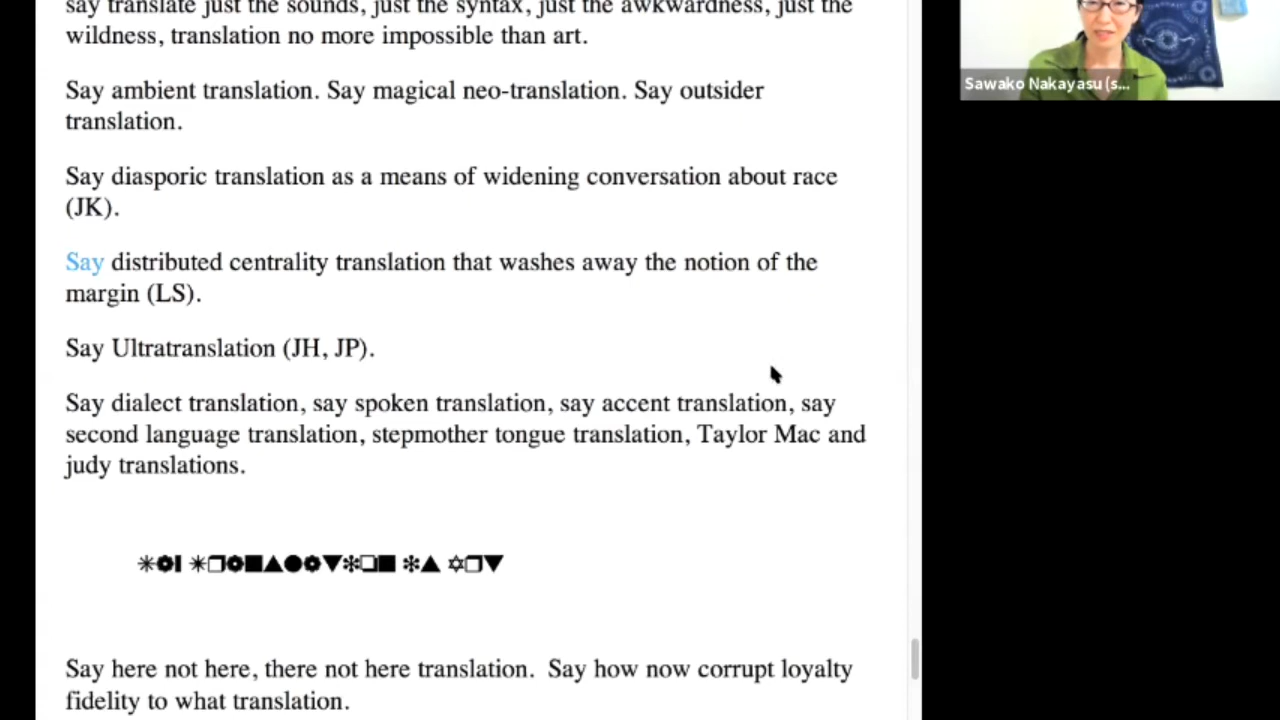 say translate just the sounds, just the syntax, just the awkwardness, just the
wildness, translation no more impossible than art.
Say ambient translation. Say magical neo-translation. Say outsider
translation.
Say diasporic translation as a means of widening conversation about race
(JK).
Say distributed centrality translation that washes away the notion of the
margin (LS).
Say Ultratranslation (JH, JP).
Say dialect translation, say spoken translation, say accent translation, say
second language translation, stepmother tongue translation, Taylor Mac and
judy translations.
✳❁❙ ✴❒❁■▲●❁▼❉❏■ ❉▲ ✡❒▼
Say here not here, there not here translation.  Say how now corrupt loyalty
fidelity to what translation.
Sawako Nakayasu (s...